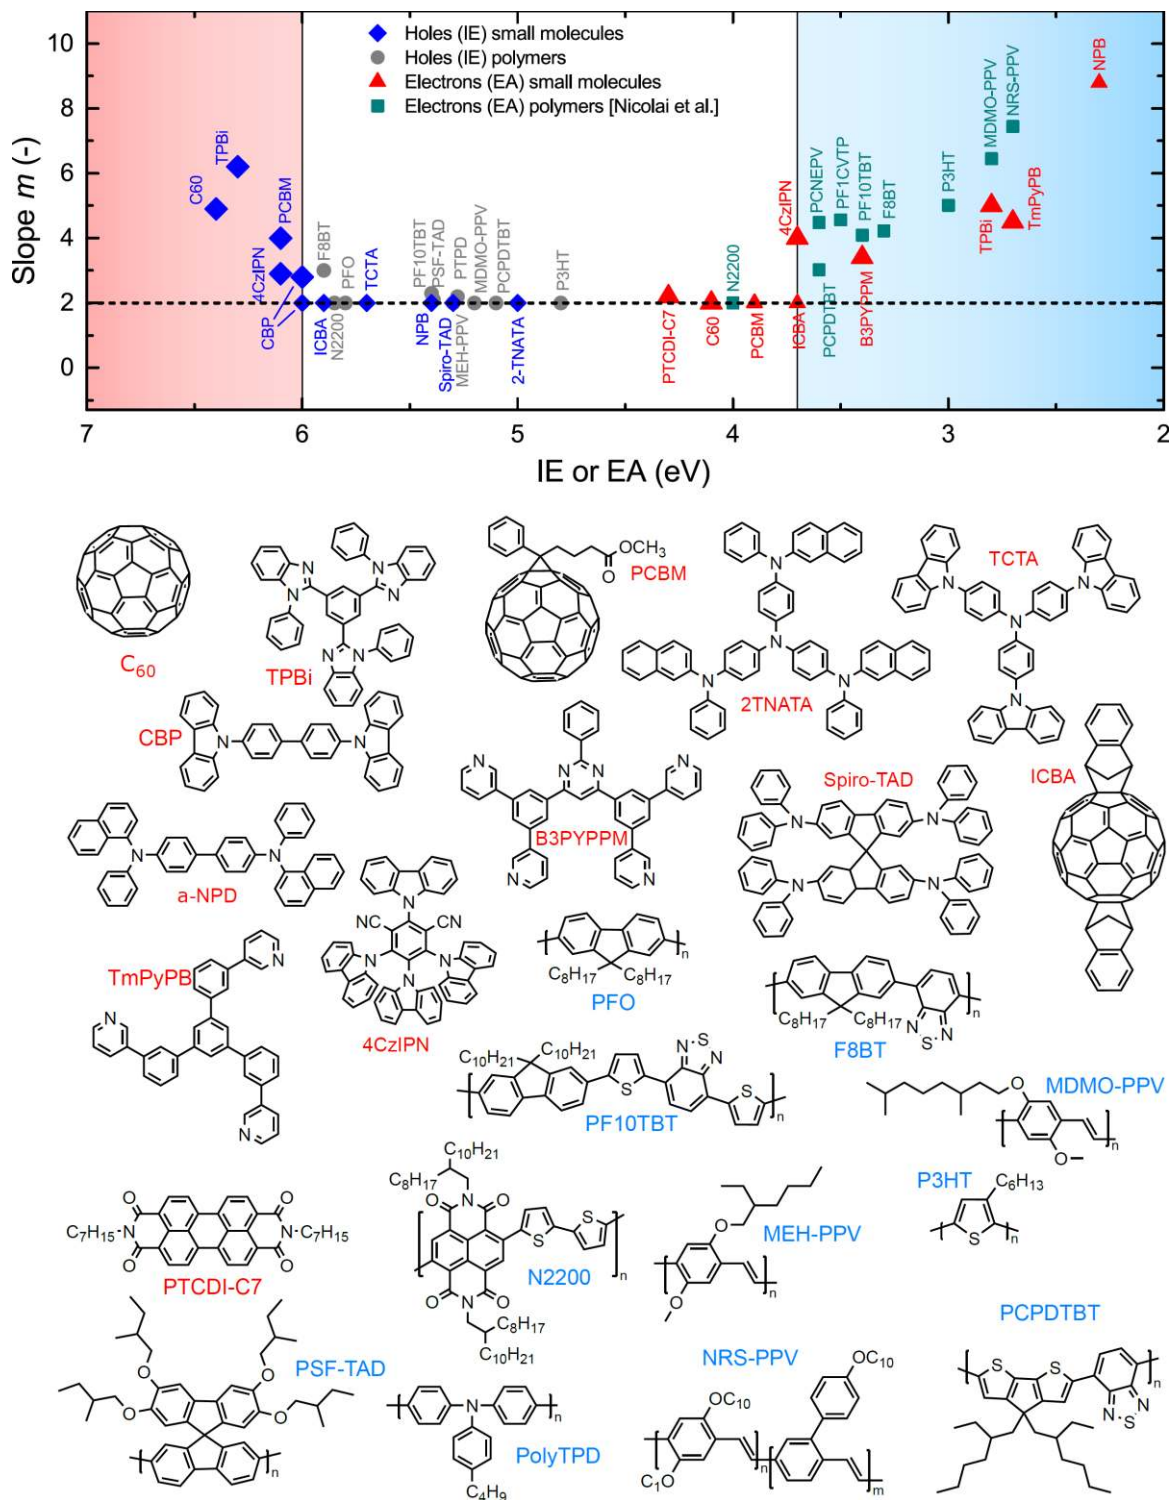 Holes (IE) small molecules
Holes (IE) polymers
Electrons (EA) small molecules
Electrons (EA) polymers [Nicolai et al.]
Slope m (-)
10
8
6
4
2
0
C60
TPBi
PCBM
4CzIPN
CBP
F8BT
ICBA
N2200
PFO
TCTA
PF10TBT
PSF-TAD
PTPD
MDMO-PPV
PCPDTBT
P3HT
NPB
Spiro-TAD
MEH-PPV
2-TNATA
PTCDI-C7
C60
PCBM
N2200
ICBA
4CzIPN
PCNEPV
PF1CVTP
PF10TBT
F8BT
P3HT
PCPDTBT
B3PYPPM
MDMO-PPV
NRS-PPV
TPBi
TmPyPB
NPB
7
6
5
4
3
2
IE or EA (eV)
C60
N
N
N
N
N
N
TPBi
OCH3
O
PCBM
N
N
N
N
2TNATA
N
N
N
N
TCTA
CBP
N
N
N
N
N
N
N
N
B3PYPPM
Spiro-TAD
N
N
N
N
ICBA
N
N
a-NPD
N
NC
CN
N
N
N
4CzIPN
TmPyPB
N
N
N
C8H17
C8H17
n
PFO
C8H17
C8H17
N
S
N
n
F8BT
C10H21
C10H21
S
N
S
N
S
n
PF10TBT
O
O
n
MDMO-PPV
C7H15
N
O
O
O
O
N
C7H15
PTCDI-C7
C10H21
C8H17
O
N
O
S
S
n
O
N
O
C8H17
C10H21
N2200
O
O
n
MEH-PPV
P3HT
C6H13
S
n
PSF-TAD
O
O
O
O
n
N
n
C4H9
PolyTPD
NRS-PPV
OC10
OC10
C1O
n
m
PCPDTBT
S
S
N
S
N
n